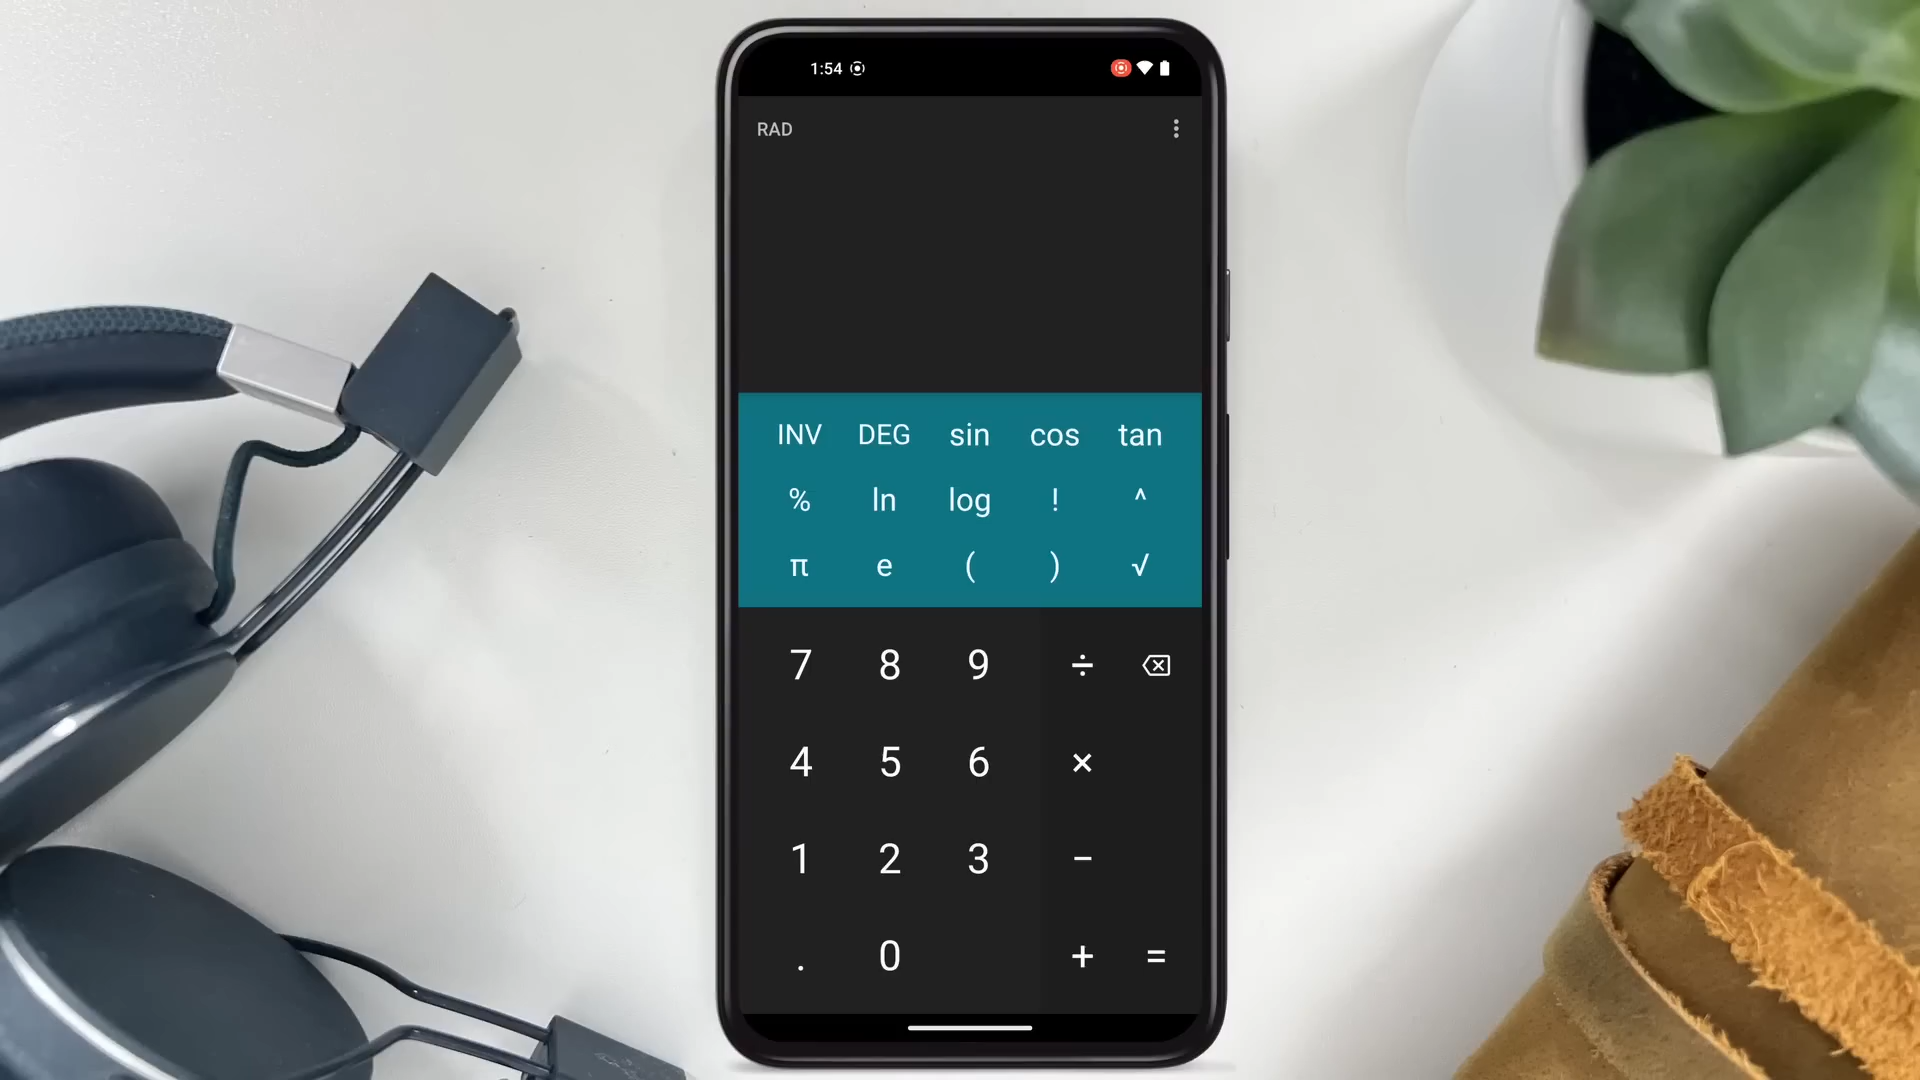 1:54
RAD
INV DEG sin cos tan
% ln log ! ^
π e ( ) √
7 8 9 ÷
4 5 6 ×
1 2 3 −
. 0 + =